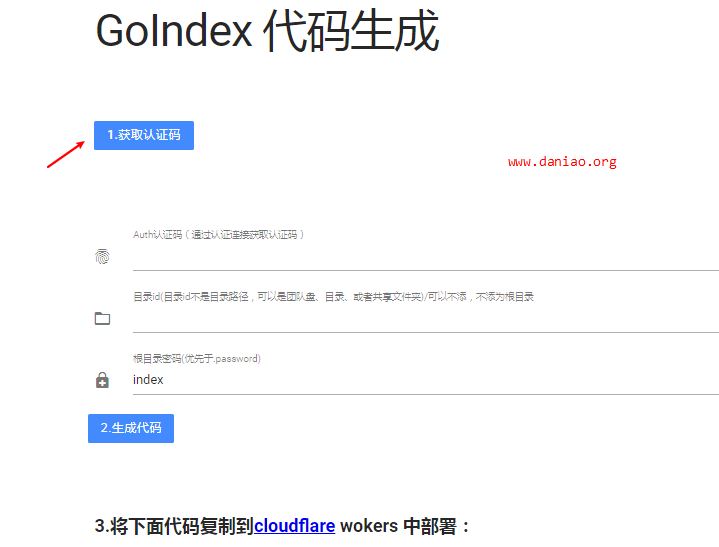 GoIndex 代码生成
1.获取认证码
www.daniao.org
Auth认证码（通过认证连接获取认证码）
目录id(目录id不是目录路径，可以是团队盘、目录、或者共享文件夹)/可以不添，不添为根目录
根目录密码(优先于.password)
index
2.生成代码
3.将下面代码复制到cloudflare wokers 中部署：